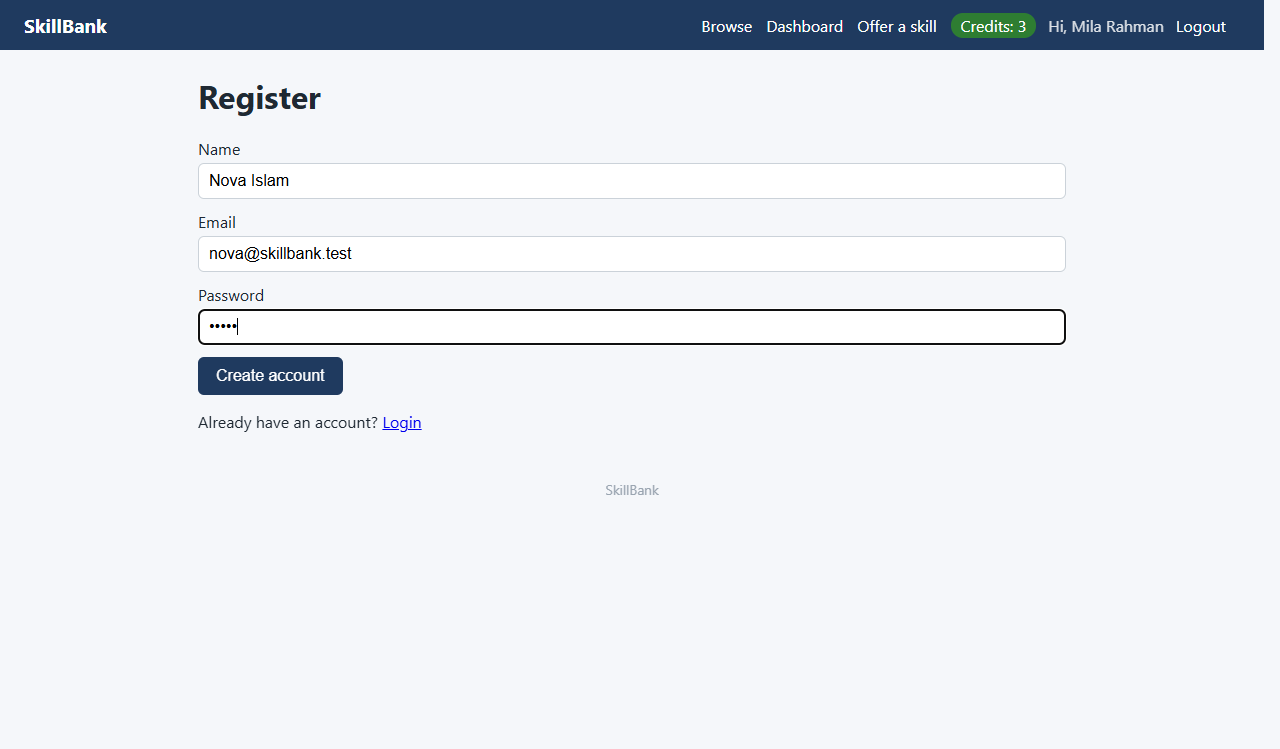 SkillBank Browse Dashboard Offer a skill Credits: 3 Hi, Mila Rahman Logout
Register
Name
Nova Islam
Email
nova@skillbank.test
Password
•••••
Create account
Already have an account? Login
SkillBank